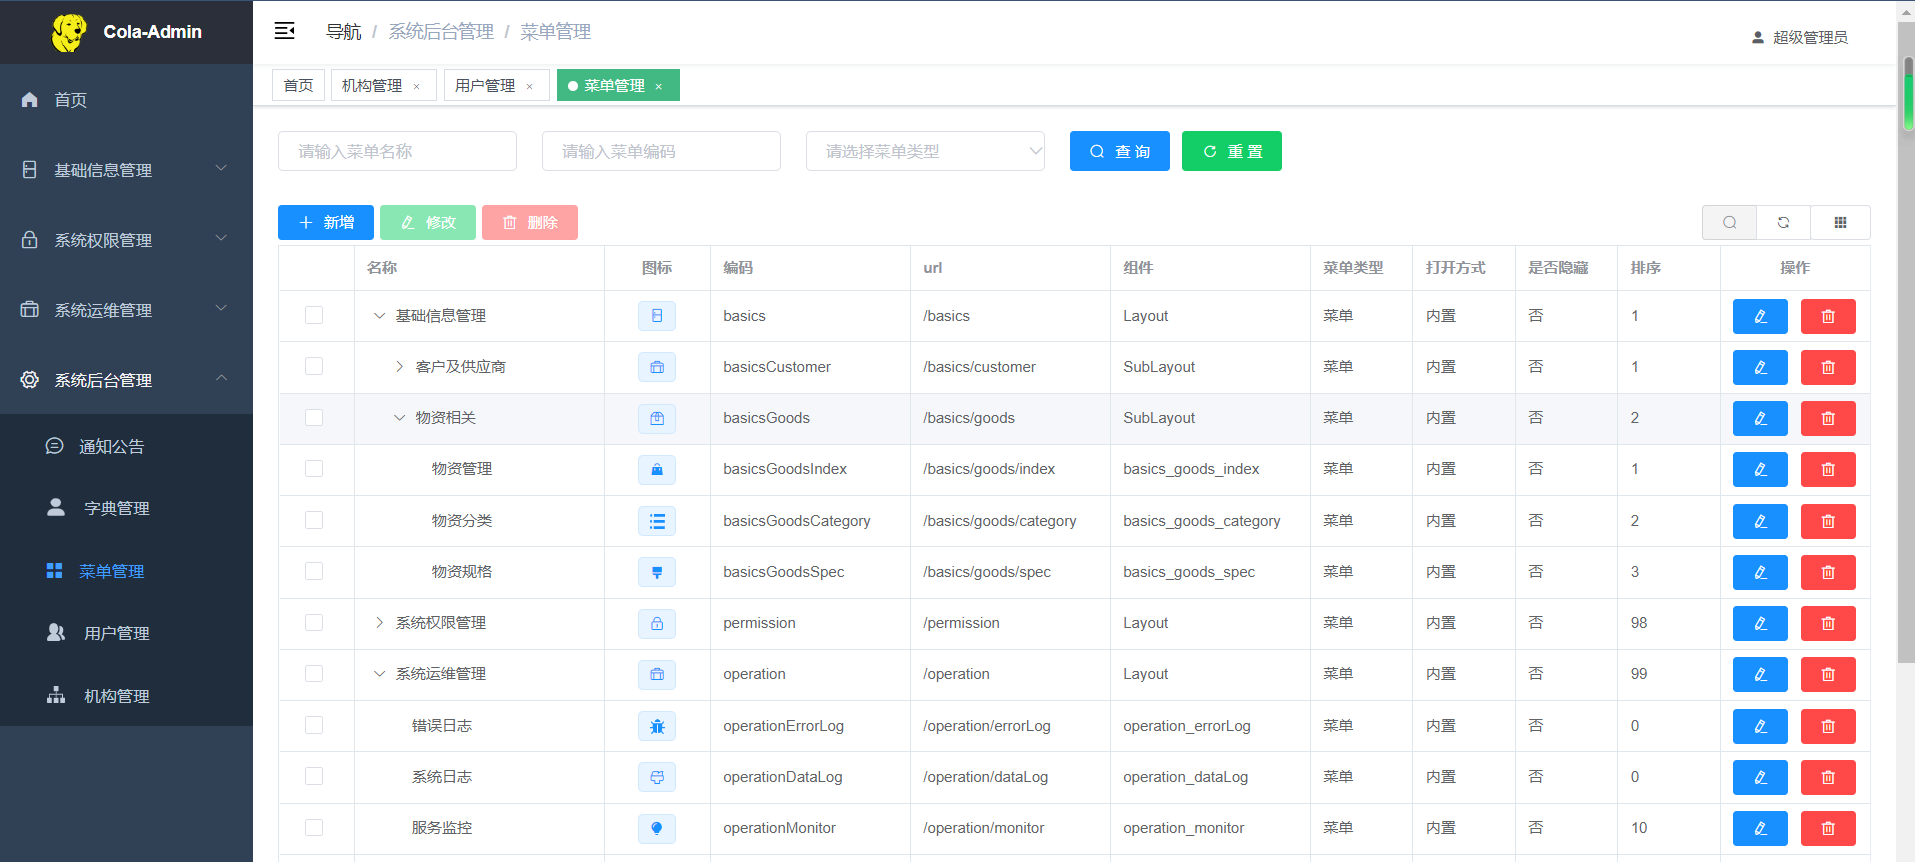 Cola-Admin
导航 / 系统后台管理 / 菜单管理
超级管理员
首页 机构管理 × 用户管理 × 菜单管理 ×
首页
基础信息管理
系统权限管理
系统运维管理
系统后台管理
通知公告
字典管理
菜单管理
用户管理
机构管理
请输入菜单名称 请输入菜单编码 请选择菜单类型 查 询 重 置
新增 修改 删除
名称 图标 编码 url 组件 菜单类型 打开方式 是否隐藏 排序 操作
基础信息管理 basics /basics Layout 菜单 内置 否 1
客户及供应商 basicsCustomer /basics/customer SubLayout 菜单 内置 否 1
物资相关 basicsGoods /basics/goods SubLayout 菜单 内置 否 2
物资管理 basicsGoodsIndex /basics/goods/index basics_goods_index 菜单 内置 否 1
物资分类 basicsGoodsCategory /basics/goods/category basics_goods_category 菜单 内置 否 2
物资规格 basicsGoodsSpec /basics/goods/spec basics_goods_spec 菜单 内置 否 3
系统权限管理 permission /permission Layout 菜单 内置 否 98
系统运维管理 operation /operation Layout 菜单 内置 否 99
错误日志 operationErrorLog /operation/errorLog operation_errorLog 菜单 内置 否 0
系统日志 operationDataLog /operation/dataLog operation_dataLog 菜单 内置 否 0
服务监控 operationMonitor /operation/monitor operation_monitor 菜单 内置 否 10